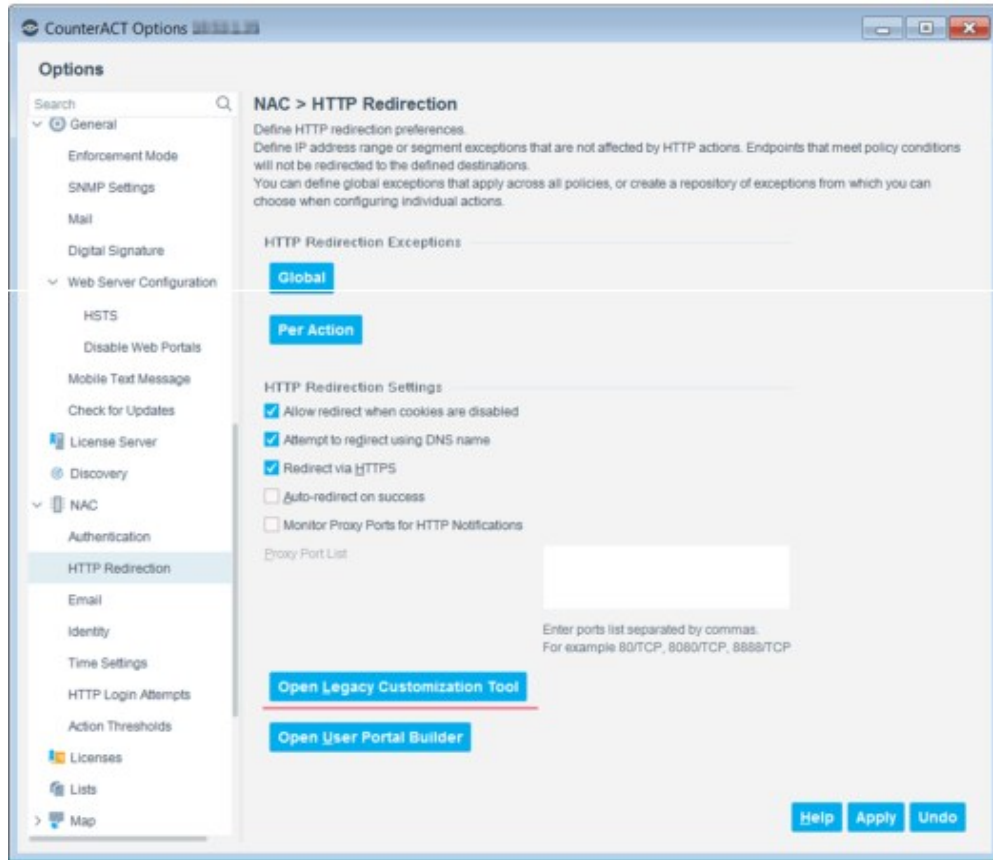 CounterACT Options
Options
Search
General
Enforcement Mode
SNMP Settings
Mail
Digital Signature
Web Server Configuration
HSTS
Disable Web Portals
Mobile Text Message
Check for Updates
License Server
Discovery
NAC
Authentication
HTTP Redirection
Email
Identity
Time Settings
HTTP Login Attempts
Action Thresholds
Licenses
Lists
Map
NAC > HTTP Redirection
Define HTTP redirection preferences.
Define IP address range or segment exceptions that are not affected by HTTP actions. Endpoints that meet policy conditions
will not be redirected to the defined destinations.
You can define global exceptions that apply across all policies, or create a repository of exceptions from which you can
choose when configuring individual actions.
HTTP Redirection Exceptions
Global
Per Action
HTTP Redirection Settings
Allow redirect when cookies are disabled
Attempt to redirect using DNS name
Redirect via HTTPS
Auto-redirect on success
Monitor Proxy Ports for HTTP Notifications
Proxy Port List
Enter ports list separated by commas.
For example 80/TCP, 8080/TCP, 8888/TCP
Open Legacy Customization Tool
Open User Portal Builder
Help Apply Undo